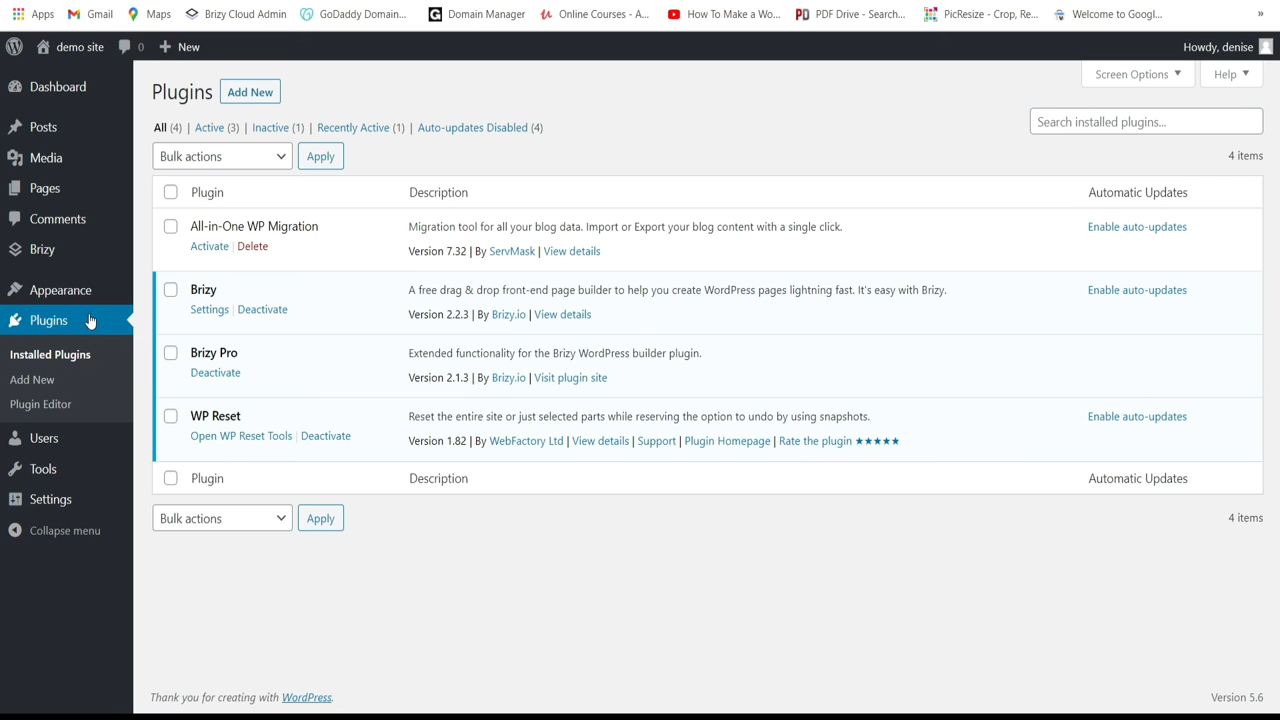 Apps Gmail Maps Brizy Cloud Admin GoDaddy Domain... Domain Manager Online Courses - A... How To Make a Wo... PDF Drive - Search... PicResize - Crop, Re... Welcome to Googl... »
demo site 0 New Howdy, denise
Screen Options Help
Dashboard
Posts
Media
Pages
Comments
Brizy
Appearance
Plugins
Installed Plugins
Add New
Plugin Editor
Users
Tools
Settings
Collapse menu
Plugins Add New
All (4) | Active (3) | Inactive (1) | Recently Active (1) | Auto-updates Disabled (4)
Search installed plugins...
Bulk actions Apply
4 items
Plugin Description Automatic Updates
All-in-One WP Migration Migration tool for all your blog data. Import or Export your blog content with a single click. Enable auto-updates
Activate | Delete Version 7.32 | By ServMask | View details
Brizy A free drag & drop front-end page builder to help you create WordPress pages lightning fast. It's easy with Brizy. Enable auto-updates
Settings | Deactivate Version 2.2.3 | By Brizy.io | View details
Brizy Pro Extended functionality for the Brizy WordPress builder plugin.
Deactivate Version 2.1.3 | By Brizy.io | Visit plugin site
WP Reset Reset the entire site or just selected parts while reserving the option to undo by using snapshots. Enable auto-updates
Open WP Reset Tools | Deactivate Version 1.82 | By WebFactory Ltd | View details | Support | Plugin Homepage | Rate the plugin ★★★★★
Plugin Description Automatic Updates
Bulk actions Apply
4 items
Thank you for creating with WordPress. Version 5.6